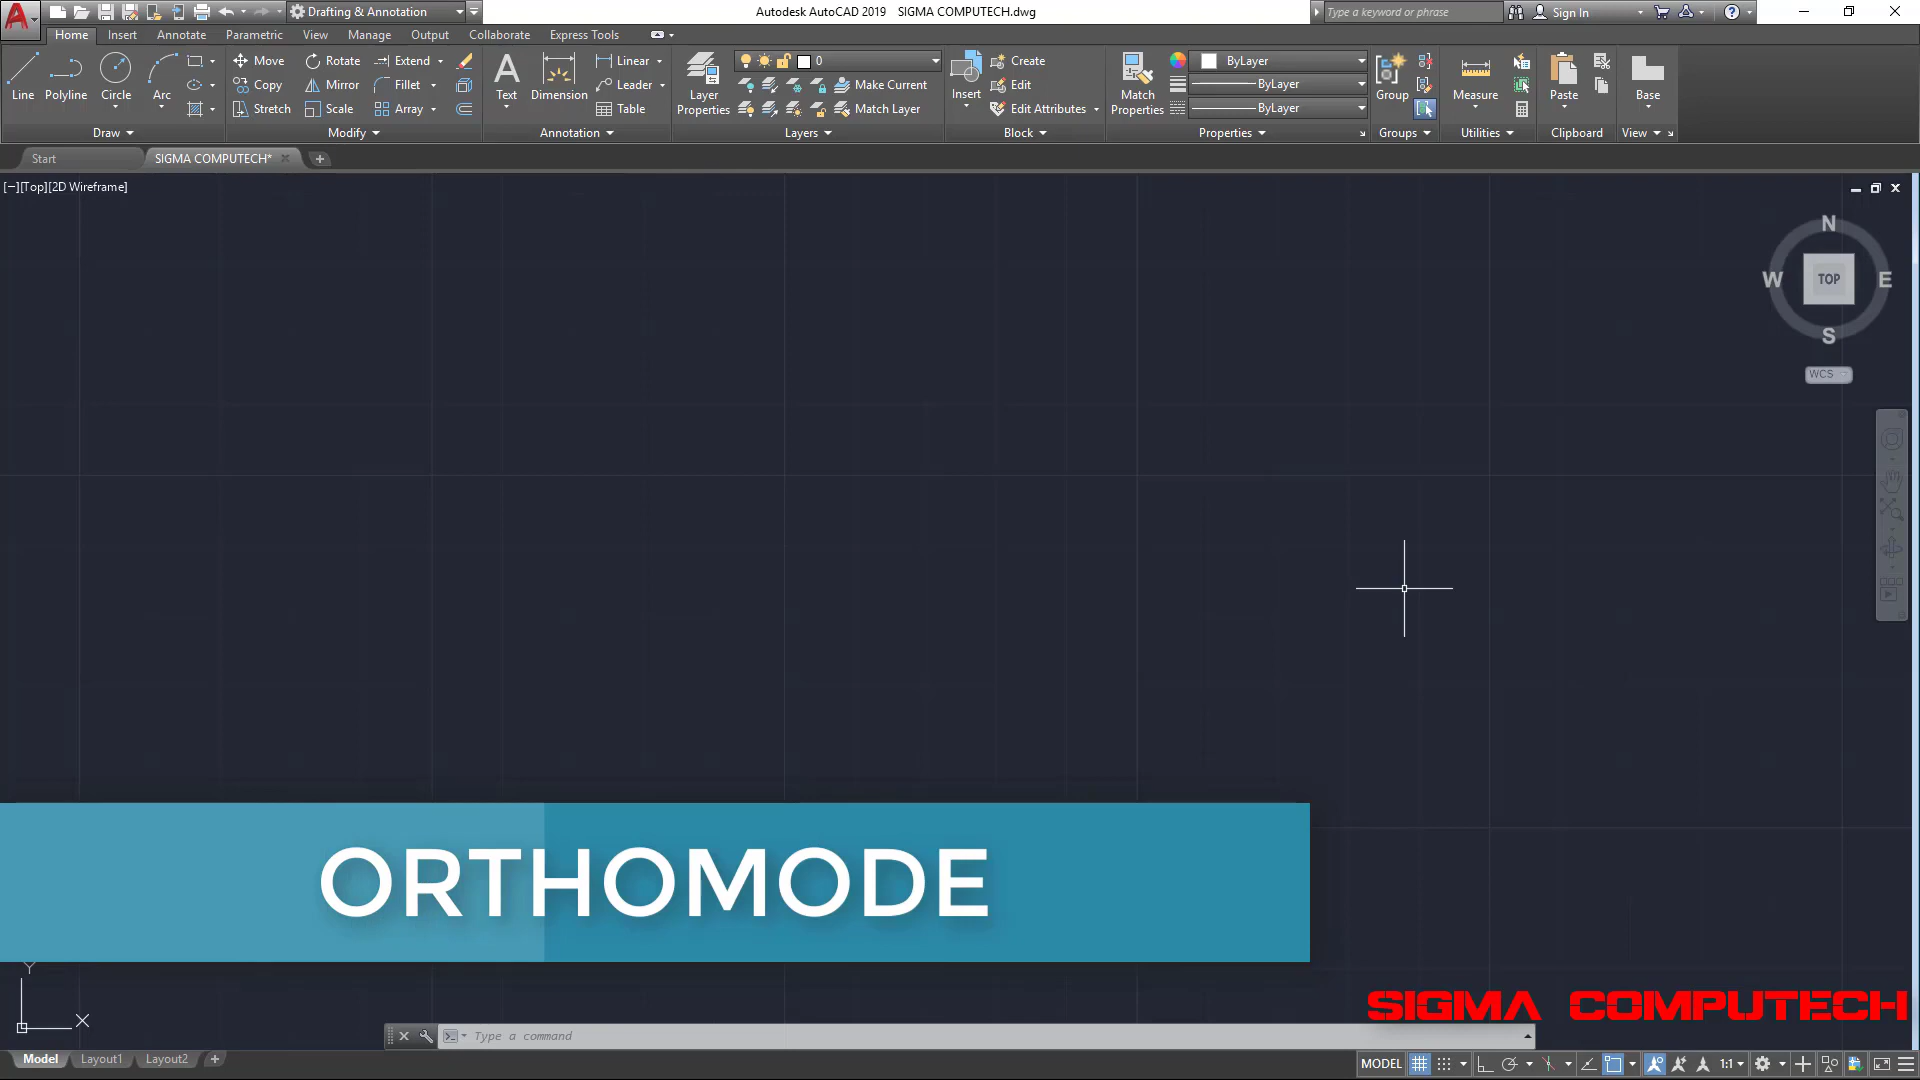 Drafting & Annotation
Autodesk AutoCAD 2019 SIGMA COMPUTECH.dwg
Type a keyword or phrase
Sign In
Home Insert Annotate Parametric View Manage Output Collaborate Express Tools
Line Polyline Circle Arc
Move Rotate Extend
Copy Mirror Fillet
Stretch Scale Array
Text Dimension
Linear
Leader
Table
Layer Properties
0
Make Current
Match Layer
Insert
Create
Edit
Edit Attributes
Match Properties
ByLayer
ByLayer
ByLayer
Group Measure Paste Base
Draw Modify Annotation Layers Block Properties Groups Utilities Clipboard View
Start SIGMA COMPUTECH*
[−][Top][2D Wireframe]
N
W TOP E
S
WCS
ORTHOMODE
Y
X
SIGMA COMPUTECH
Type a command
Model Layout1 Layout2
MODEL 1:1